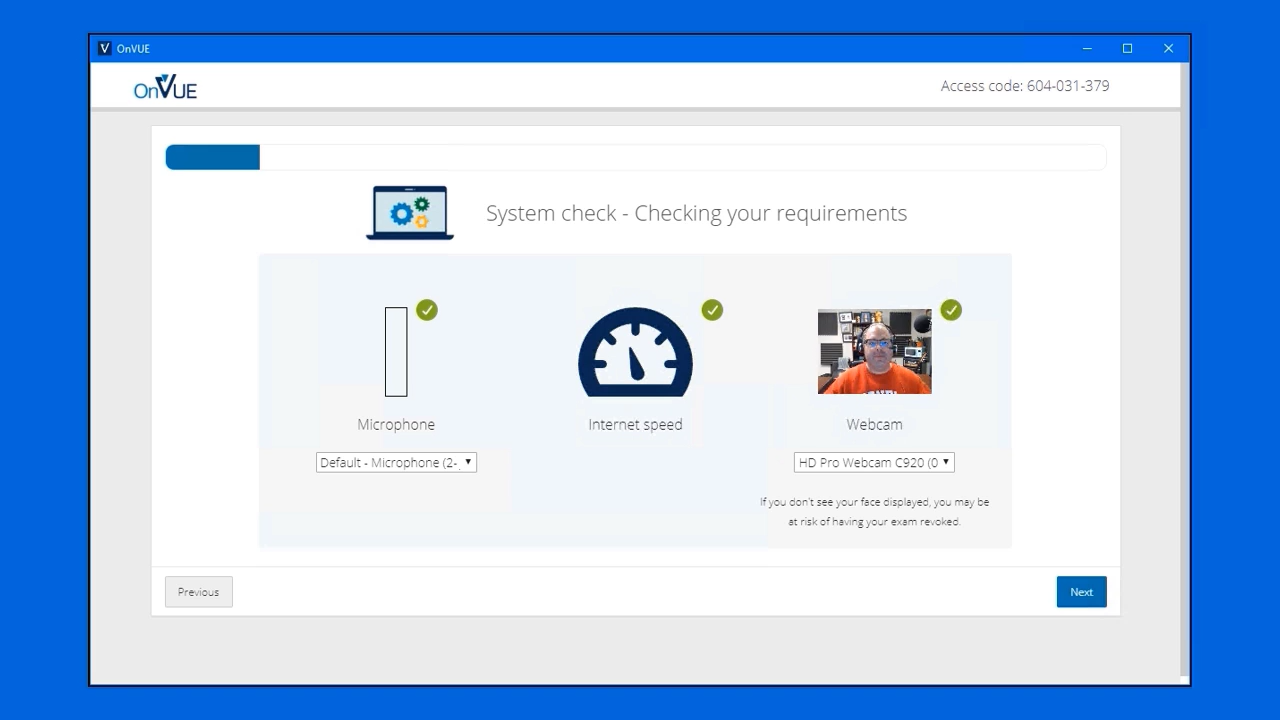 OnVUE
OnVUE
Access code: 604-031-379
System check - Checking your requirements
Microphone
Internet speed
Webcam
Default - Microphone (2-
HD Pro Webcam C920 (0
If you don't see your face displayed, you may be
at risk of having your exam revoked.
Previous
Next